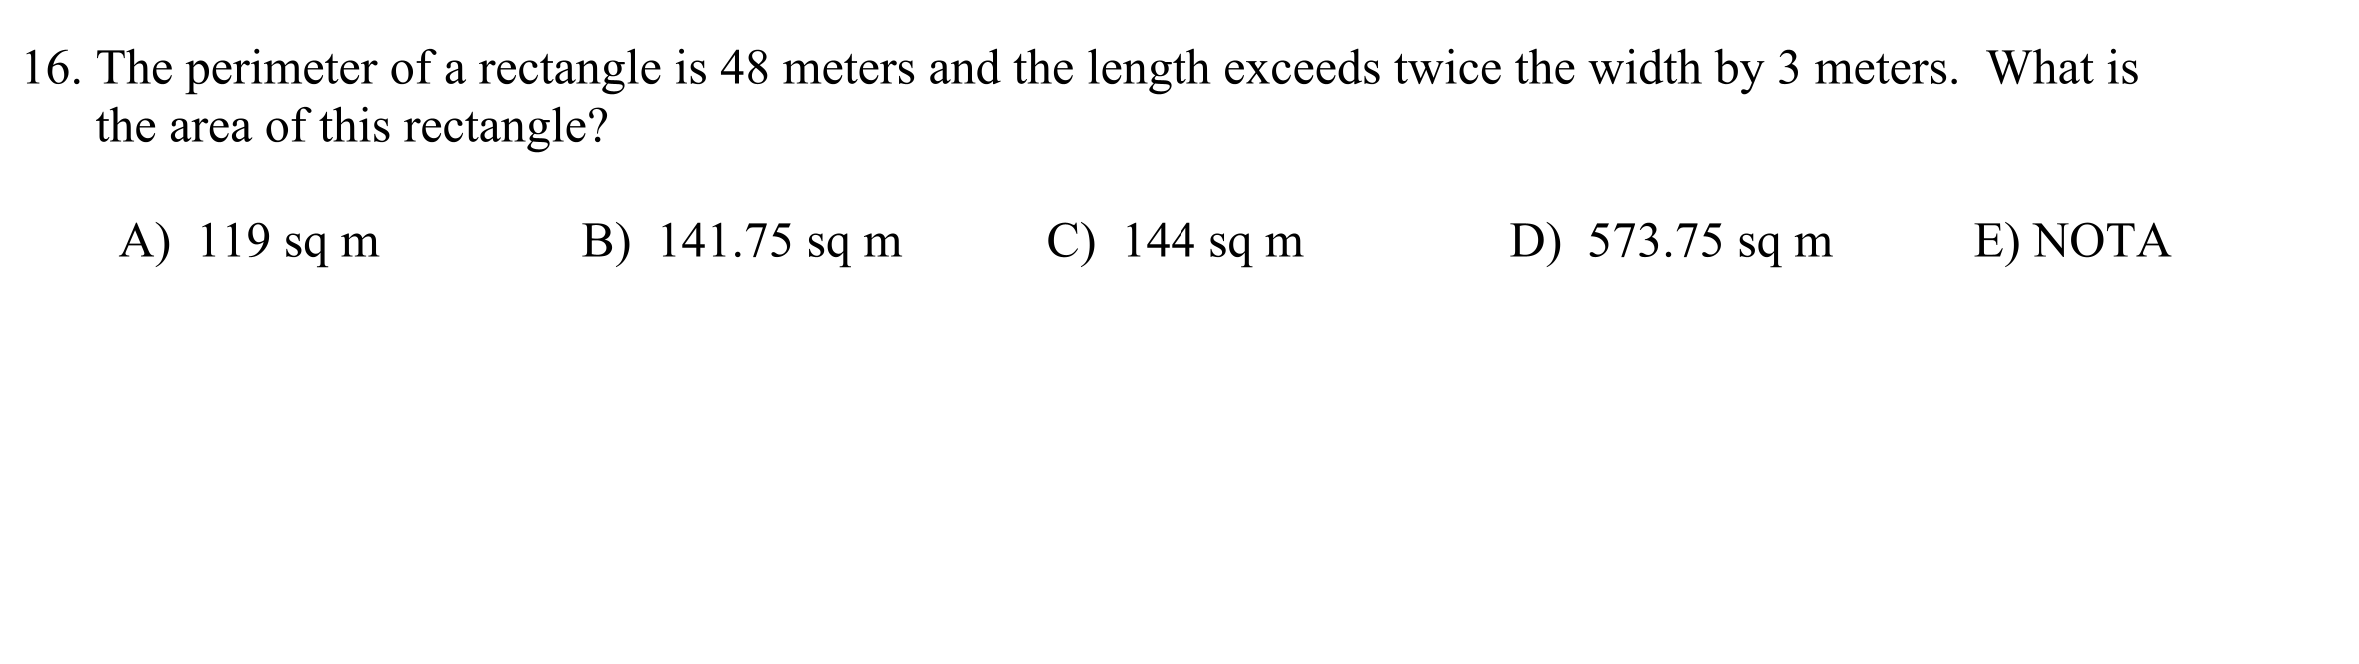 16. The perimeter of a rectangle is 48 meters and the length exceeds twice the width by 3 meters.  What is
the area of this rectangle?
A)  119 sq m B)  141.75 sq m C)  144 sq m D)  573.75 sq m E) NOTA